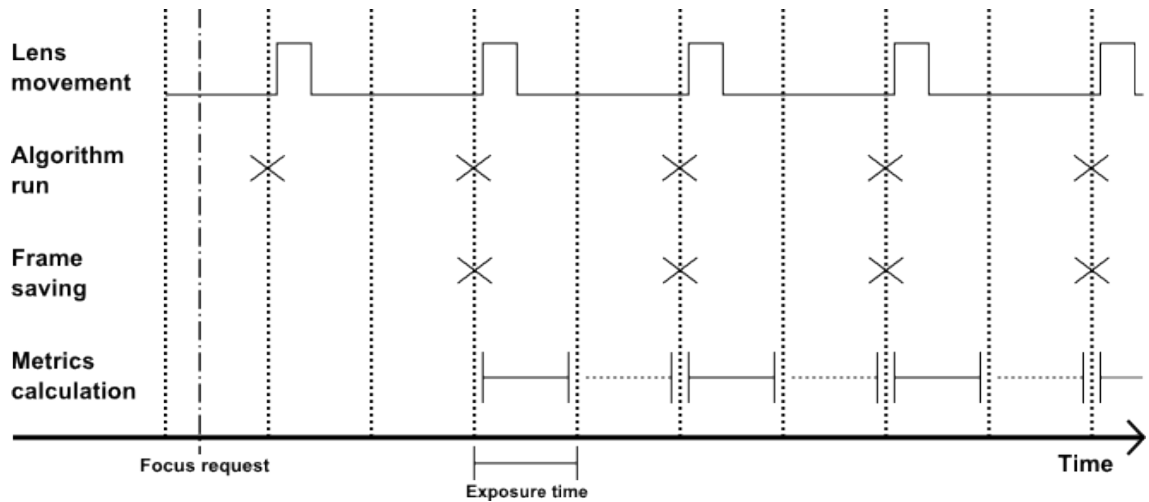 Lens
movement
Algorithm
run
Frame
saving
Metrics
calculation
Focus request
Exposure time
Time